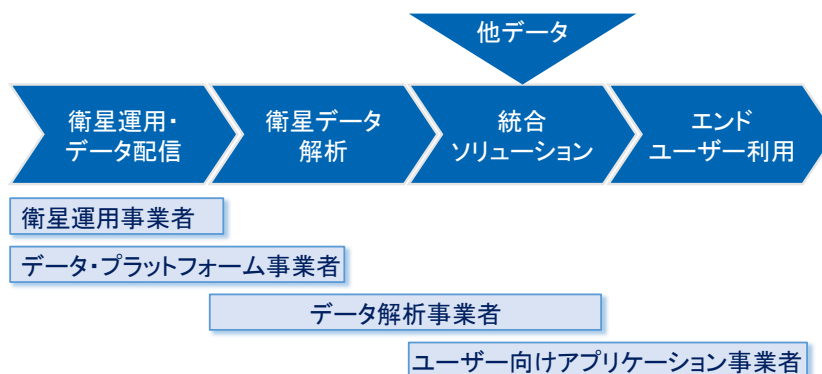 他データ
衛星運用・
データ配信
衛星データ
解析
統合
ソリューション
エンド
ユーザー利用
衛星運用事業者
データ・プラットフォーム事業者
データ解析事業者
ユーザー向けアプリケーション事業者